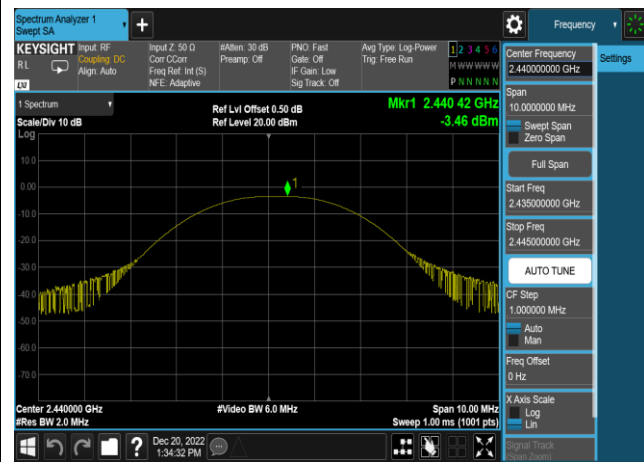 Spectrum Analyzer 1
Swept SA
+
Frequency
KEYSIGHT
RL
LXI
Input: RF
Coupling: DC
Align: Auto
Input Z: 50 Ω
Corr CCorr
Freq Ref: Int (S)
NFE: Adaptive
#Atten: 30 dB
Preamp: Off
PNO: Fast
Gate: Off
IF Gain: Low
Sig Track: Off
Avg Type: Log-Power
Trig: Free Run
1 2 3 4 5 6
M W W W W W
P N N N N N
1 Spectrum
Scale/Div 10 dB
Log
Ref Lvl Offset 0.50 dB
Ref Level 20.00 dBm
Mkr1 2.440 42 GHz
-3.46 dBm
1
10.0
0.00
-10.0
-20.0
-30.0
-40.0
-50.0
-60.0
-70.0
Center 2.440000 GHz
#Res BW 2.0 MHz
#Video BW 6.0 MHz
Span 10.00 MHz
Sweep 1.00 ms (1001 pts)
Dec 20, 2022
1:34:32 PM
?
Settings
Center Frequency
2.440000000 GHz
Span
10.0000000 MHz
Swept Span
Zero Span
Full Span
Start Freq
2.435000000 GHz
Stop Freq
2.445000000 GHz
AUTO TUNE
CF Step
1.000000 MHz
Auto
Man
Freq Offset
0 Hz
X Axis Scale
Log
Lin
Signal Track
(Span Zoom)